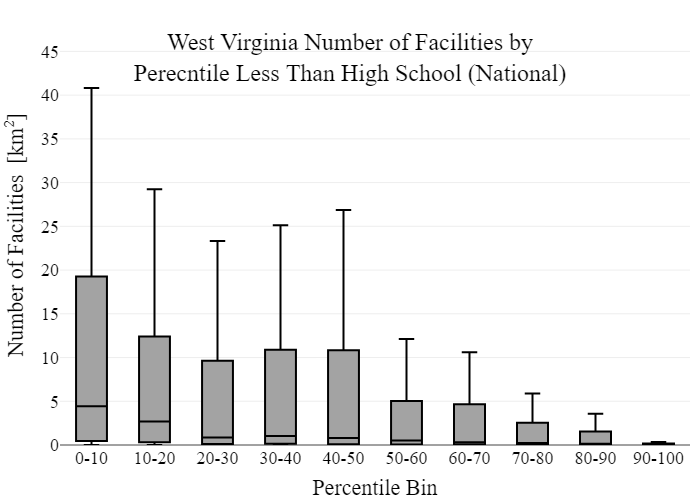 West Virginia Number of Facilities by
Perecntile Less Than High School (National)
Number of Facilities [km²]
45
40
35
30
25
20
15
10
5
0
0-10 10-20 20-30 30-40 40-50 50-60 60-70 70-80 80-90 90-100
Percentile Bin